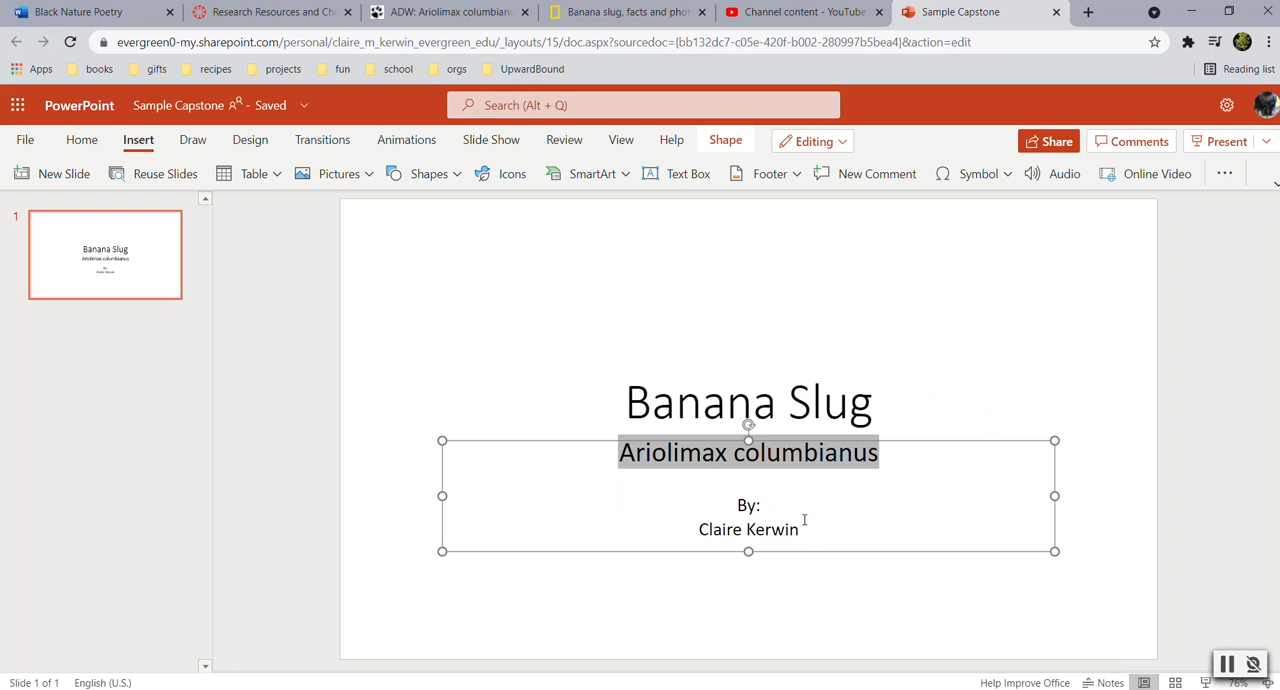 Black Nature Poetry
Research Resources and Ch
ADW: Ariolimax columbian
Banana slug, facts and phot
Channel content - YouTube
Sample Capstone
evergreen0-my.sharepoint.com/personal/claire_m_kerwin_evergreen_edu/_layouts/15/doc.aspx?sourcedoc={bb132dc7-c05e-420f-b002-280997b5bea4}&action=edit
Apps books gifts recipes projects fun school orgs UpwardBound Reading list
PowerPoint Sample Capstone - Saved Search (Alt + Q)
File Home Insert Draw Design Transitions Animations Slide Show Review View Help Shape Editing Share Comments Present
New Slide Reuse Slides Table Pictures Shapes Icons SmartArt Text Box Footer New Comment Symbol Audio Online Video
1
Banana Slug
Ariolimax columbianus
By:
Claire Kerwin
Banana Slug
Ariolimax columbianus
By:
Claire Kerwin
Slide 1 of 1 English (U.S.) Help Improve Office Notes 76%